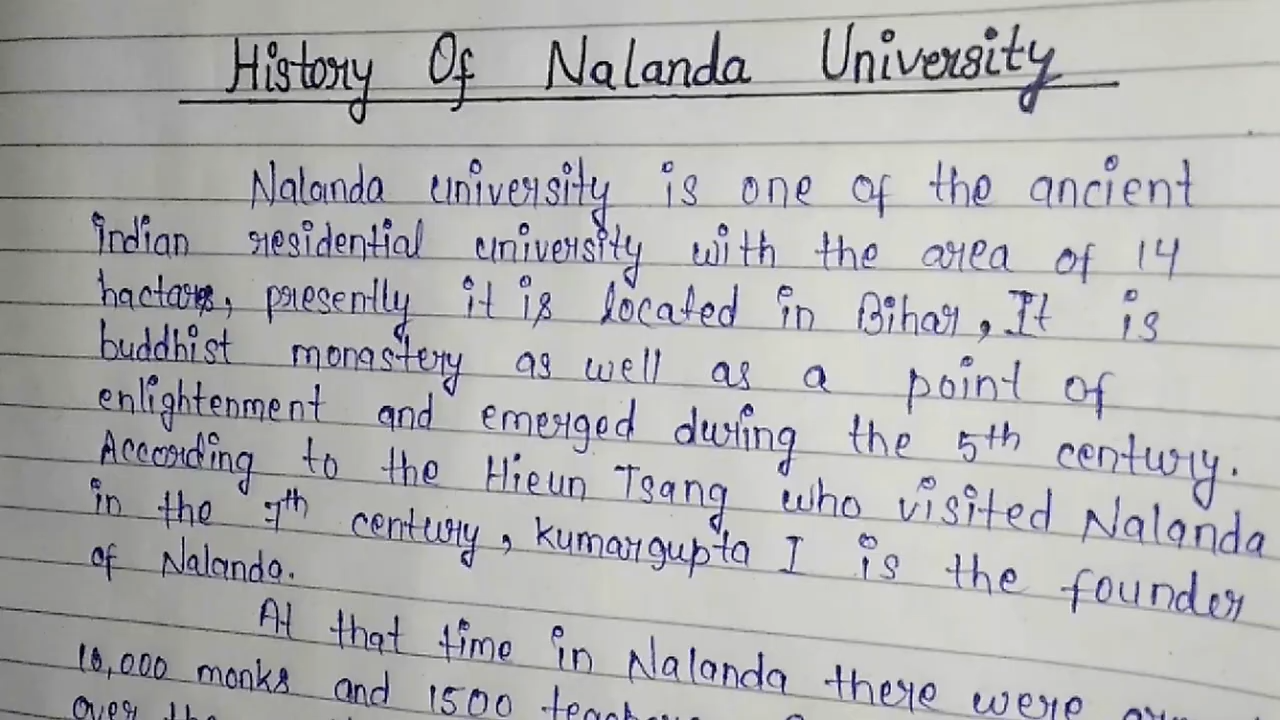 History Of Nalanda University
Nalanda university is one of the ancient
indian residential university with the area of 14
presently it is located in Bihar, It is
buddhist monastery as well as a point of
enlightenment and emerged during the 5th century.
According to the Hieun Tsang who visited Nalanda
in the 7th century, Kumargupta I is the founder
of Nalanda.
At that time in Nalanda there were
10,000 monks and 1500
over